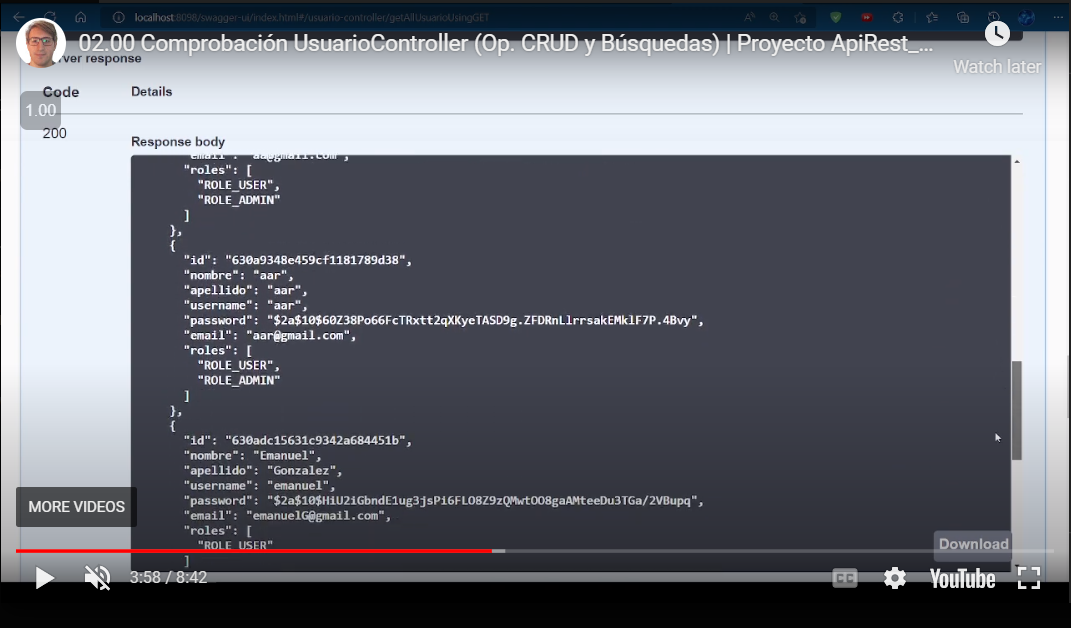 localhost:8098/swagger-ui/index.html#/usuario-controller/getAllUsuarioUsingGET
02.00 Comprobación UsuarioController (Op. CRUD y Búsquedas) | Proyecto ApiRest_...
Watch later
rver response
Code
Details
1.00
200
Response body
"email": "aa@gmail.com",
"roles": [
"ROLE_USER",
"ROLE_ADMIN"
]
},
{
"id": "630a9348e459cf1181789d38",
"nombre": "aar",
"apellido": "aar",
"username": "aar",
"password": "$2a$10$60Z38Po66FcTRxtt2qXKyeTASD9g.ZFDRnLlrrsakEMklF7P.4Bvy",
"email": "aar@gmail.com",
"roles": [
"ROLE_USER",
"ROLE_ADMIN"
]
},
{
"id": "630adc15631c9342a684451b",
"nombre": "Emanuel",
"apellido": "Gonzalez",
"username": "emanuel",
"password": "$2a$10$HiU2iGbndE1ug3jsPi6FLO8Z9zQMwtOO8gaAMteeDu3TGa/2VBupq",
"email": "emanuelG@gmail.com",
"roles": [
"ROLE_USER"
]
MORE VIDEOS
Download
3:58 / 8:42
CC
YouTube